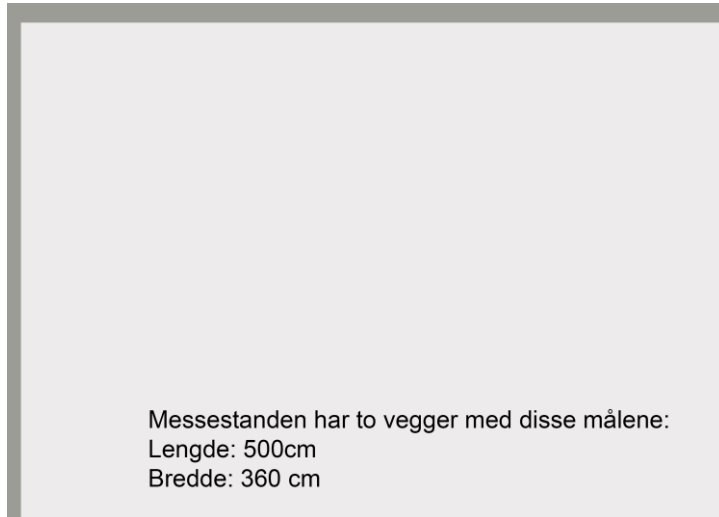 Messestanden har to vegger med disse målene:
Lengde: 500cm
Bredde: 360 cm